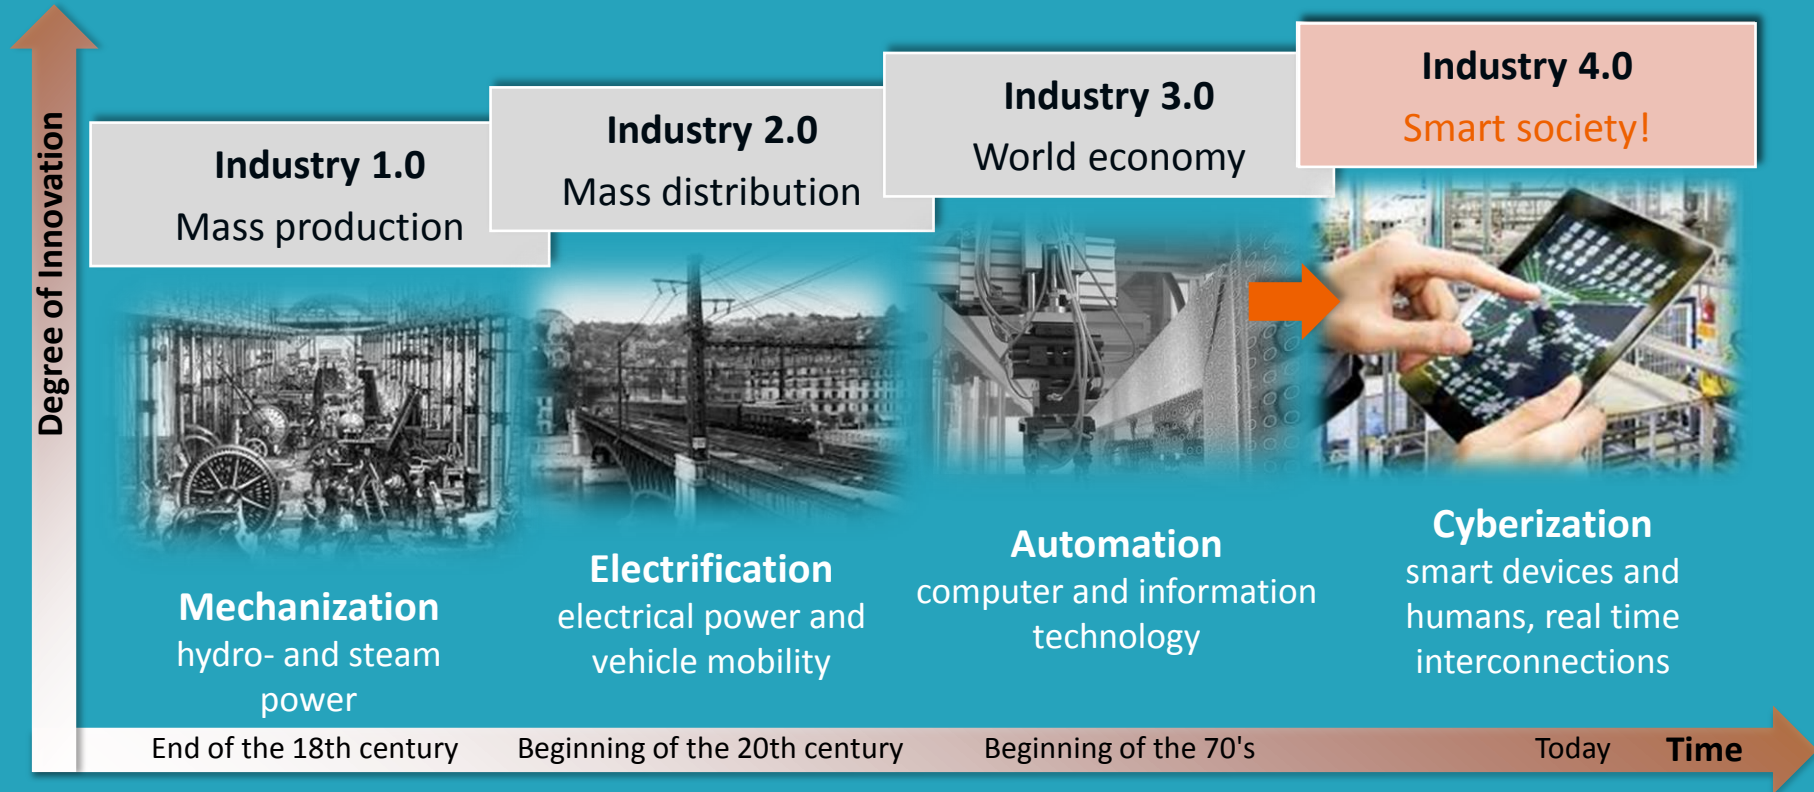 Degree of Innovation
Industry 1.0
Mass production
Industry 2.0
Mass distribution
Industry 3.0
World economy
Industry 4.0
Smart society!
Mechanization
hydro- and steam
power
Electrification
electrical power and
vehicle mobility
Automation
computer and information
technology
Cyberization
smart devices and
humans, real time
interconnections
End of the 18th century
Beginning of the 20th century
Beginning of the 70's
Today
Time